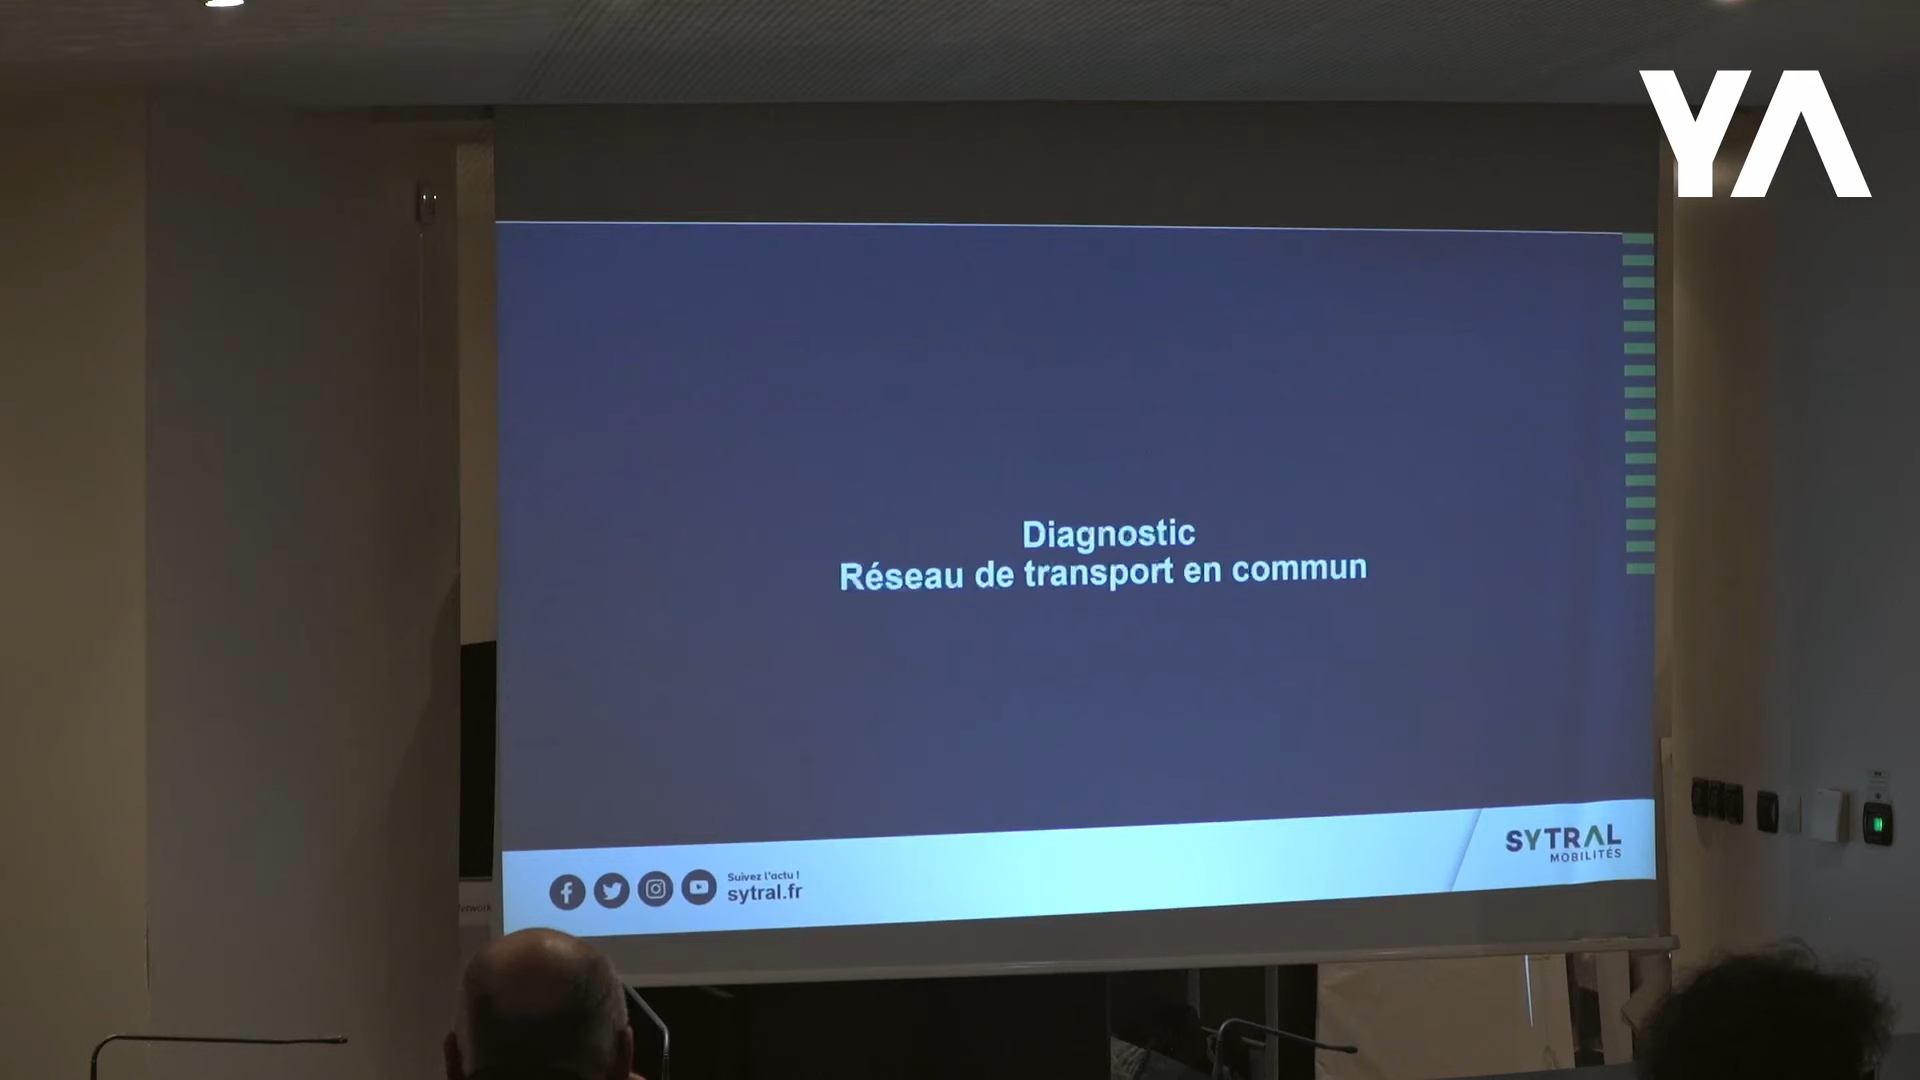 YA
Diagnostic
Réseau de transport en commun
SYTRAL
MOBILITÉS
Suivez l'actu !
sytral.fr